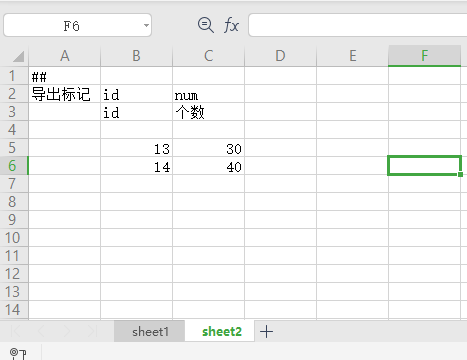 F6 fx
A B C D E F
1 ##
2 导出标记 id num
3 id 个数
4
5 13 30
6 14 40
7
8
9
10
11
12
13
14
sheet1 sheet2 +